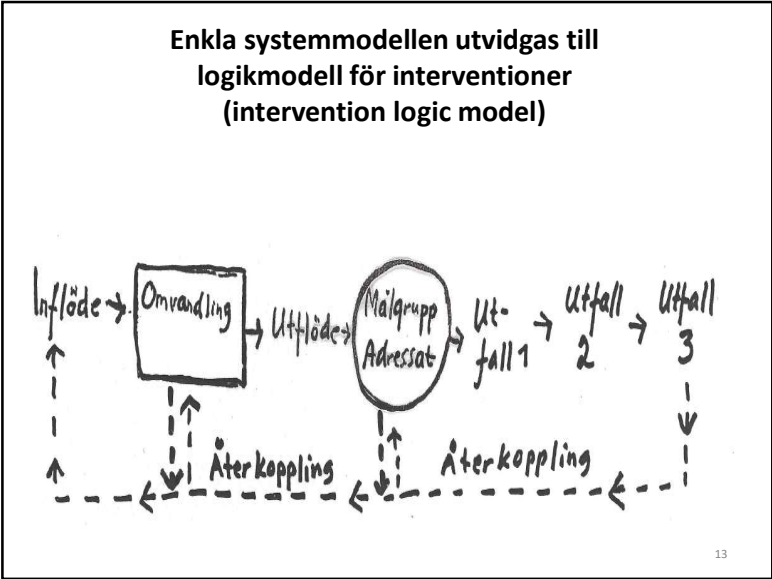 Enkla systemmodellen utvidgas till
logikmodell för interventioner
(intervention logic model)
Inflöde
Omvandling
Utflöde
Målgrupp
Adressat
Ut-
fall 1
Utfall
2
Utfall
3
Återkoppling
Återkoppling
13